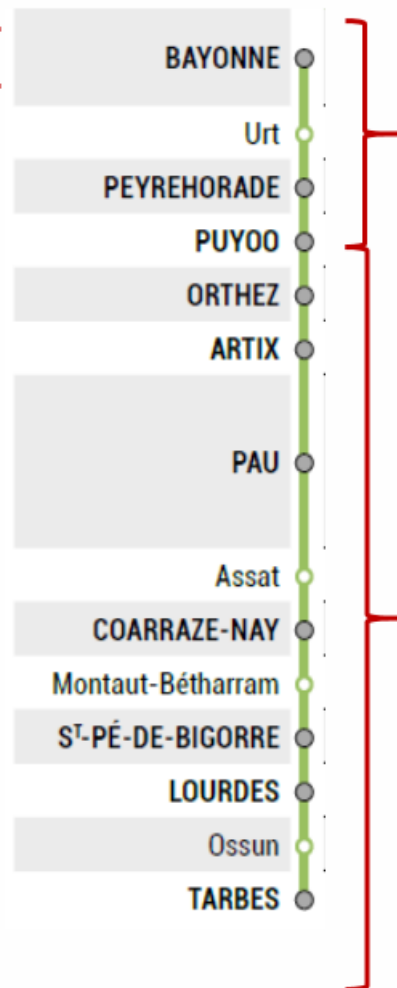 BAYONNE
Urt
PEYREHORADE
PUYOO
ORTHEZ
ARTIX
PAU
Assat
COARRAZE-NAY
Montaut-Bétharram
Sᵀ-PÉ-DE-BIGORRE
LOURDES
Ossun
TARBES